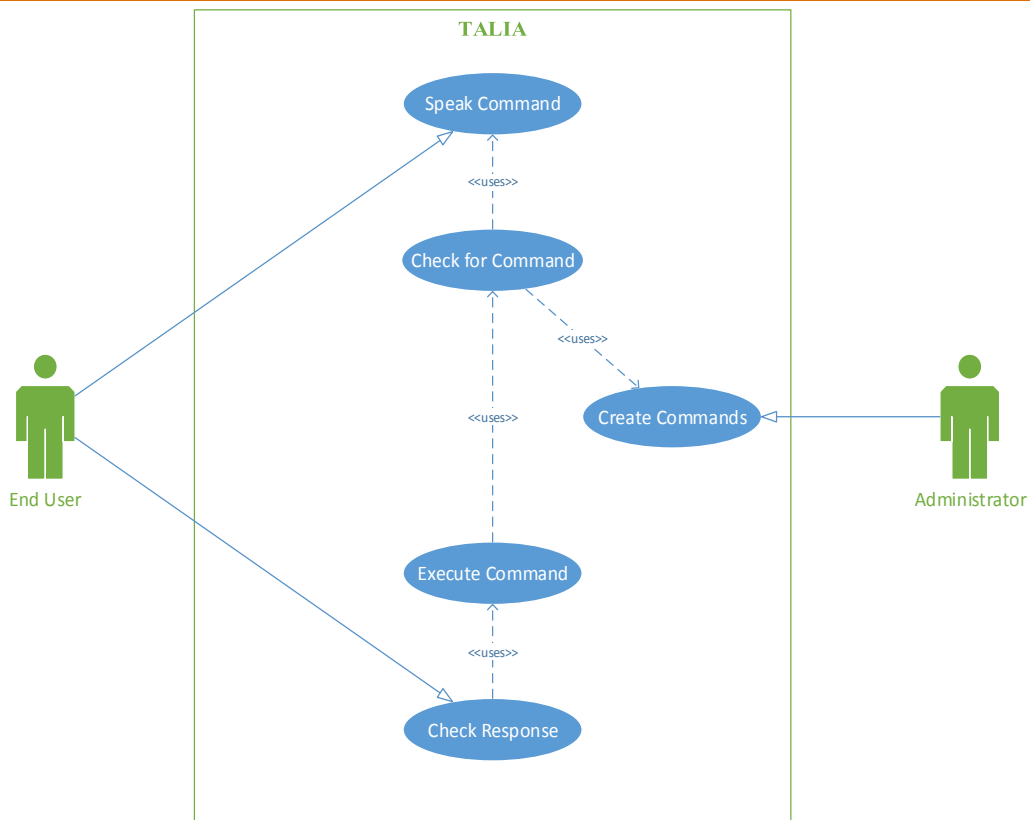 TALIA
Speak Command
<<uses>>
Check for Command
<<uses>>
<<uses>>
Create Commands
End User
Administrator
Execute Command
<<uses>>
Check Response